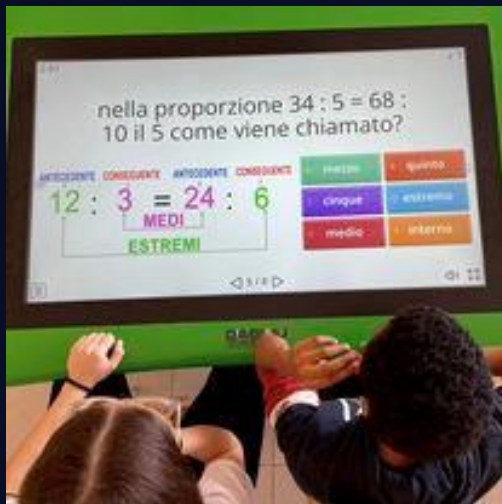 nella proporzione 34 : 5 = 68 :
10 il 5 come viene chiamato?
ANTECEDENTE CONSEGUENTE ANTECEDENTE CONSEGUENTE
12 : 3 = 24 : 6
MEDI
ESTREMI
mezzo quinto
cinque estremo
medio interno